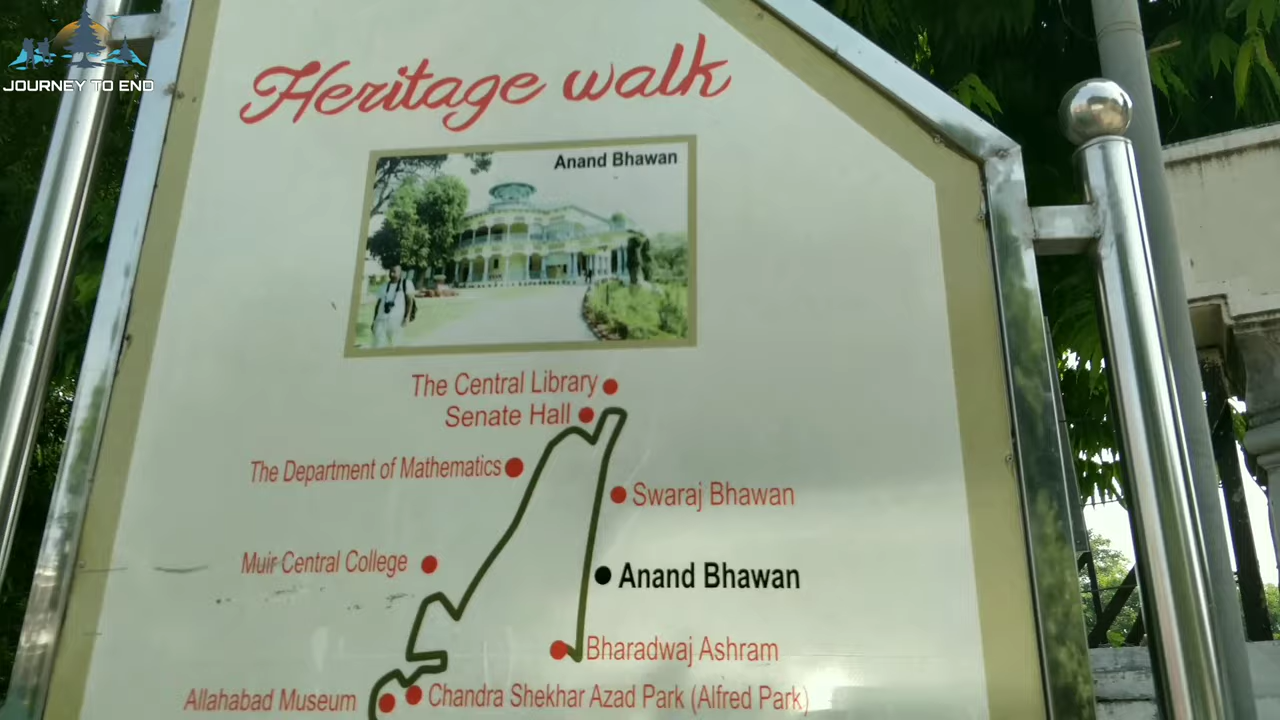 JOURNEY TO END
Heritage walk
Anand Bhawan
The Central Library
Senate Hall
The Department of Mathematics
Swaraj Bhawan
Muir Central College
Anand Bhawan
Bharadwaj Ashram
Allahabad Museum
Chandra Shekhar Azad Park (Alfred Park)